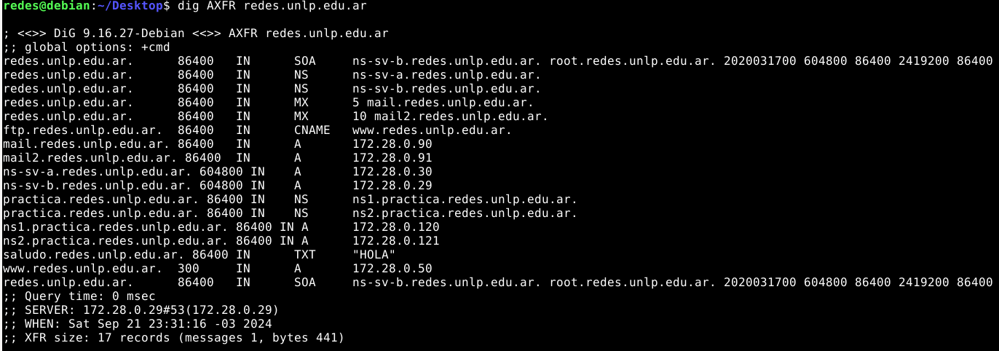 redes@debian:~/Desktop$ dig AXFR redes.unlp.edu.ar
; <<>> DiG 9.16.27-Debian <<>> AXFR redes.unlp.edu.ar
;; global options: +cmd
redes.unlp.edu.ar. 86400 IN SOA ns-sv-b.redes.unlp.edu.ar. root.redes.unlp.edu.ar. 2020031700 604800 86400 2419200 86400
redes.unlp.edu.ar. 86400 IN NS ns-sv-a.redes.unlp.edu.ar.
redes.unlp.edu.ar. 86400 IN NS ns-sv-b.redes.unlp.edu.ar.
redes.unlp.edu.ar. 86400 IN MX 5 mail.redes.unlp.edu.ar.
redes.unlp.edu.ar. 86400 IN MX 10 mail2.redes.unlp.edu.ar.
ftp.redes.unlp.edu.ar. 86400 IN CNAME www.redes.unlp.edu.ar.
mail.redes.unlp.edu.ar. 86400 IN A 172.28.0.90
mail2.redes.unlp.edu.ar. 86400 IN A 172.28.0.91
ns-sv-a.redes.unlp.edu.ar. 604800 IN A 172.28.0.30
ns-sv-b.redes.unlp.edu.ar. 604800 IN A 172.28.0.29
practica.redes.unlp.edu.ar. 86400 IN NS ns1.practica.redes.unlp.edu.ar.
practica.redes.unlp.edu.ar. 86400 IN NS ns2.practica.redes.unlp.edu.ar.
ns1.practica.redes.unlp.edu.ar. 86400 IN A 172.28.0.120
ns2.practica.redes.unlp.edu.ar. 86400 IN A 172.28.0.121
saludo.redes.unlp.edu.ar. 86400 IN TXT "HOLA"
www.redes.unlp.edu.ar. 300 IN A 172.28.0.50
redes.unlp.edu.ar. 86400 IN SOA ns-sv-b.redes.unlp.edu.ar. root.redes.unlp.edu.ar. 2020031700 604800 86400 2419200 86400
;; Query time: 0 msec
;; SERVER: 172.28.0.29#53(172.28.0.29)
;; WHEN: Sat Sep 21 23:31:16 -03 2024
;; XFR size: 17 records (messages 1, bytes 441)